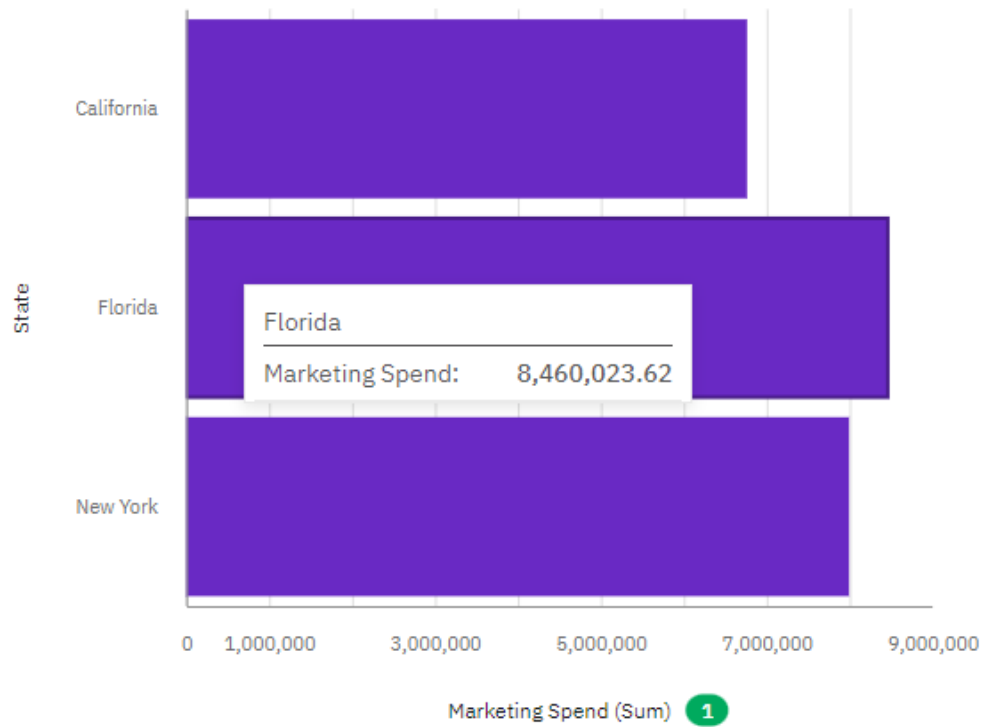 California
State
Florida
Florida
Marketing Spend: 8,460,023.62
New York
0 1,000,000 3,000,000 5,000,000 7,000,000 9,000,000
Marketing Spend (Sum) 1